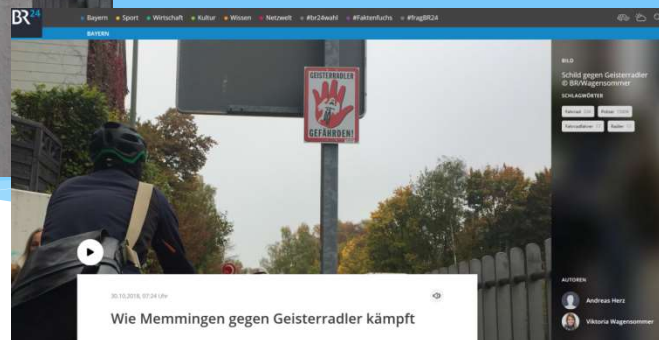 BR24
Bayern Sport Wirtschaft Kultur Wissen Netzwelt #br24wahl #Faktenfuchs #fragBR24
BAYERN
GEISTERRADLER
GEFÄHRDEN!
BILD
Schild gegen Geisterradler
© BR/Wagensommer
SCHLAGWÖRTER
Fahrrad
Polizei
Fahrradfahrer
Radler
AUTOREN
Andreas Herz
Viktoria Wagensommer
30.10.2018, 07:24 Uhr
Wie Memmingen gegen Geisterradler kämpft